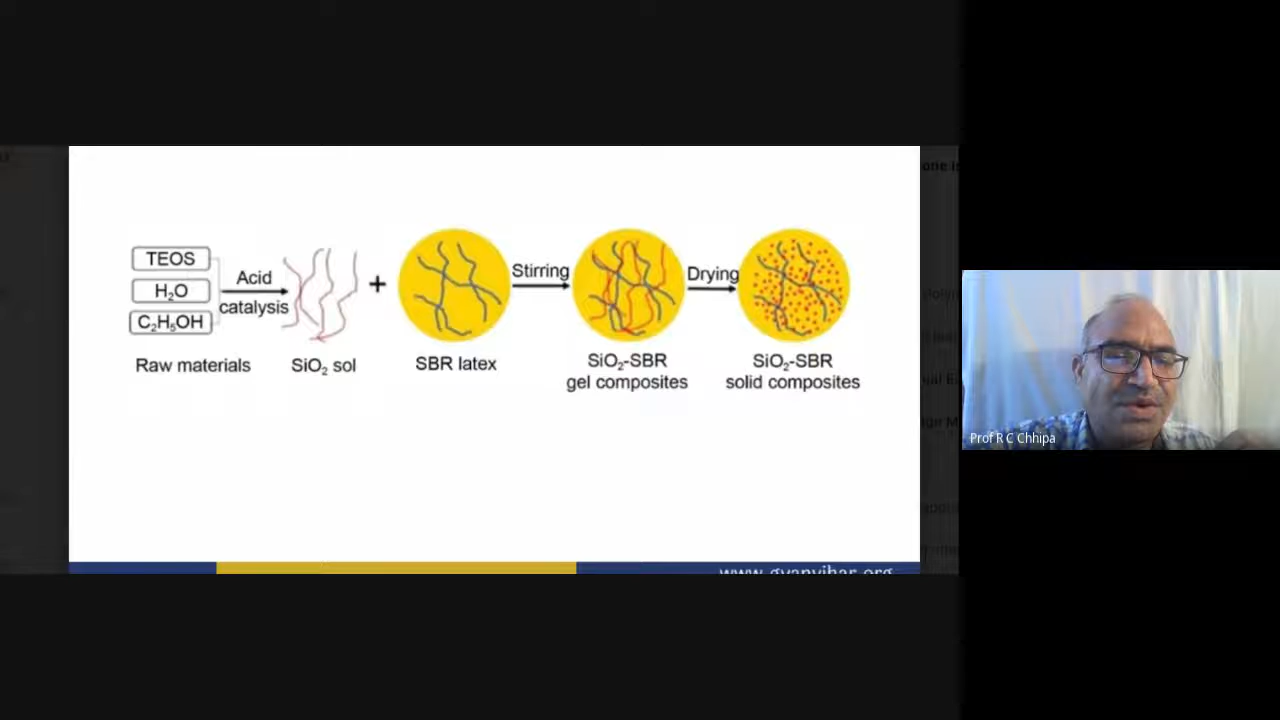 TEOS
H₂O
C₂H₅OH
Raw materials
Acid
catalysis
SiO₂ sol
+
SBR latex
Stirring
SiO₂-SBR
gel composites
Drying
SiO₂-SBR
solid composites
www.gyanvihar.org
Prof R C Chhipa